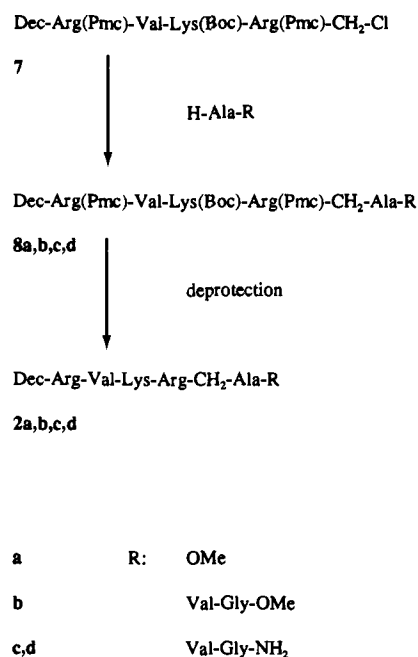 Dec-Arg(Pmc)-Val-Lys(Boc)-Arg(Pmc)-CH₂-Cl
7
H-Ala-R
Dec-Arg(Pmc)-Val-Lys(Boc)-Arg(Pmc)-CH₂-Ala-R
8a,b,c,d
deprotection
Dec-Arg-Val-Lys-Arg-CH₂-Ala-R
2a,b,c,d
a R: OMe
b Val-Gly-OMe
c,d Val-Gly-NH₂